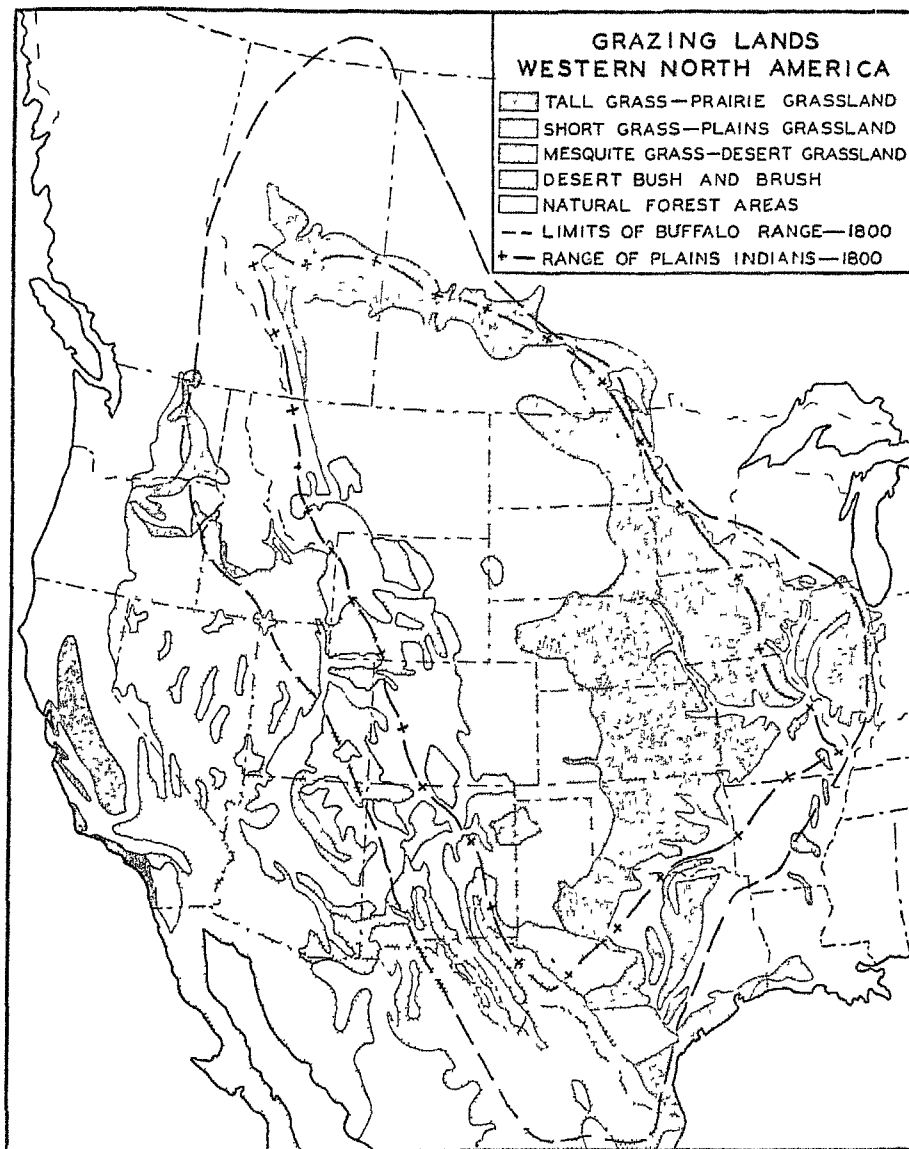 GRAZING LANDS
WESTERN NORTH AMERICA
TALL GRASS—PRAIRIE GRASSLAND
SHORT GRASS—PLAINS GRASSLAND
MESQUITE GRASS—DESERT GRASSLAND
DESERT BUSH AND BRUSH
NATURAL FOREST AREAS
LIMITS OF BUFFALO RANGE—1800
RANGE OF PLAINS INDIANS—1800